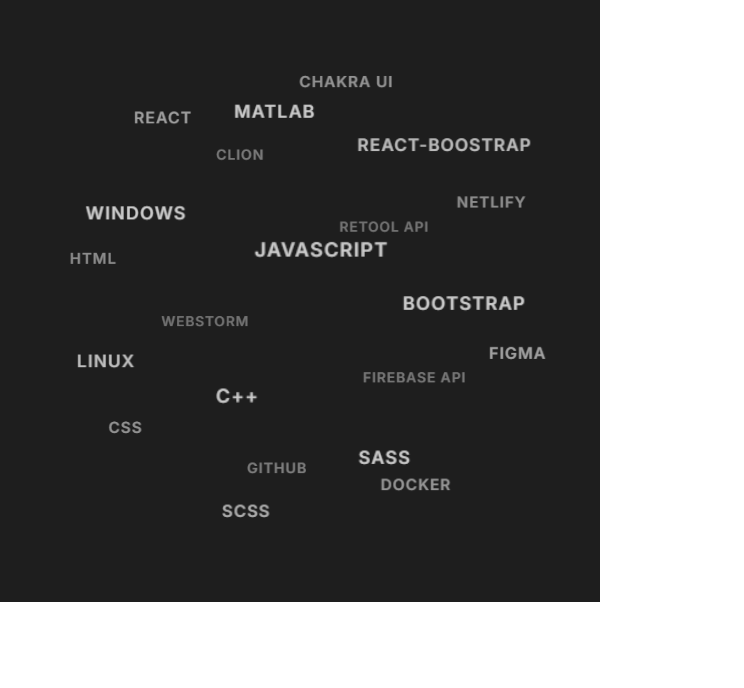 CHAKRA UI
MATLAB
REACT
REACT-BOOSTRAP
CLION
NETLIFY
WINDOWS
RETOOL API
JAVASCRIPT
HTML
BOOTSTRAP
WEBSTORM
FIGMA
LINUX
FIREBASE API
C++
CSS
SASS
GITHUB
DOCKER
SCSS